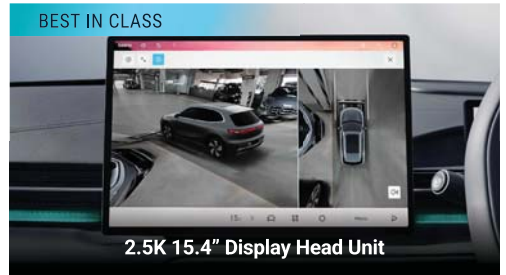 BEST IN CLASS
2.5K 15.4” Display Head Unit